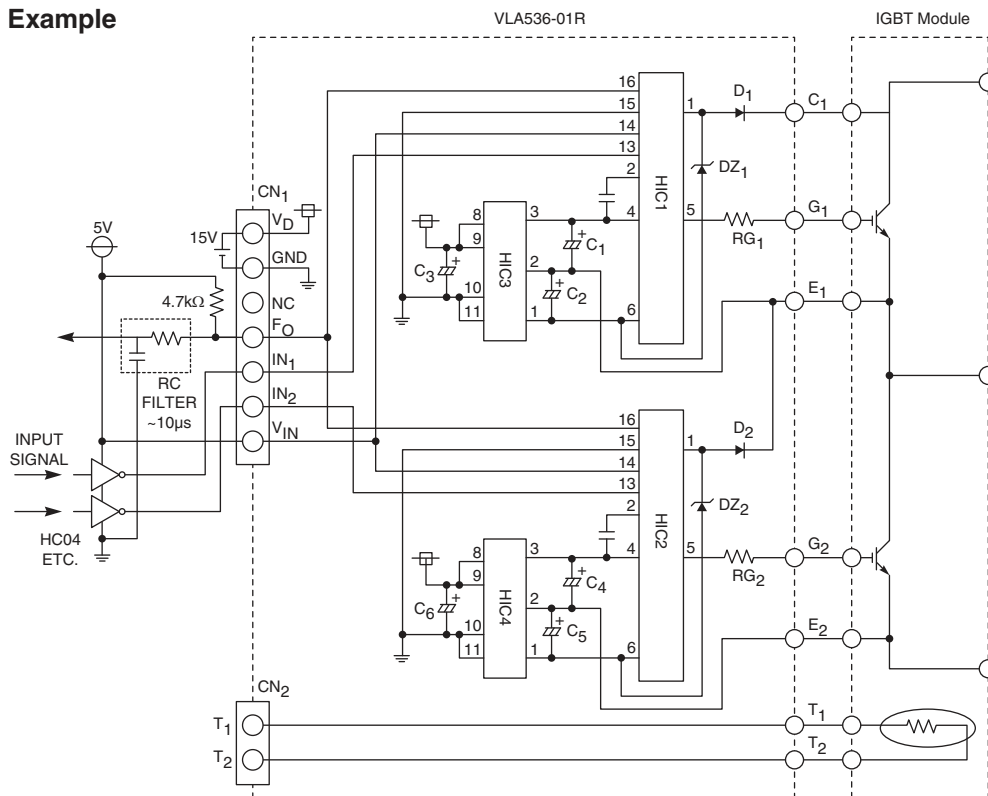 Example
VLA536-01R
IGBT Module
16
15
14
13
2
4
1
5
6
HIC1
D1
DZ1
RG1
C1
G1
E1
CN1
VD
GND
NC
FO
IN1
IN2
VIN
5V
15V
4.7kΩ
RC
FILTER
~10µs
INPUT
SIGNAL
HC04
ETC.
8
9
10
11
3
2
1
HIC3
C3
+
C1
+
C2
+
16
15
14
13
2
4
1
5
6
HIC2
D2
DZ2
RG2
G2
E2
8
9
10
11
3
2
1
HIC4
C6
+
C4
+
C5
+
CN2
T1
T2
T1
T2
T1
T2